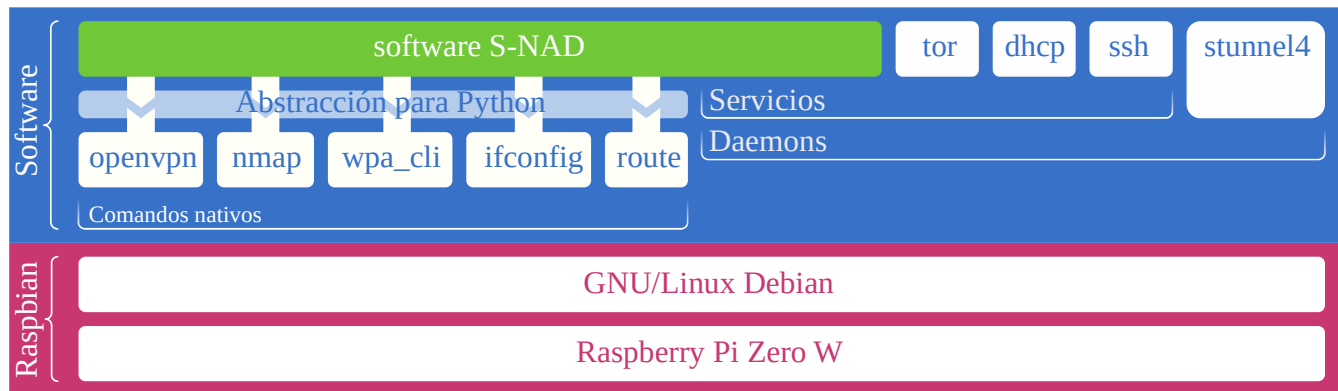 Software
software S-NAD
tor
dhcp
ssh
stunnel4
Abstracción para Python
Servicios
Daemons
openvpn
nmap
wpa_cli
ifconfig
route
Comandos nativos
Raspbian
GNU/Linux Debian
Raspberry Pi Zero W